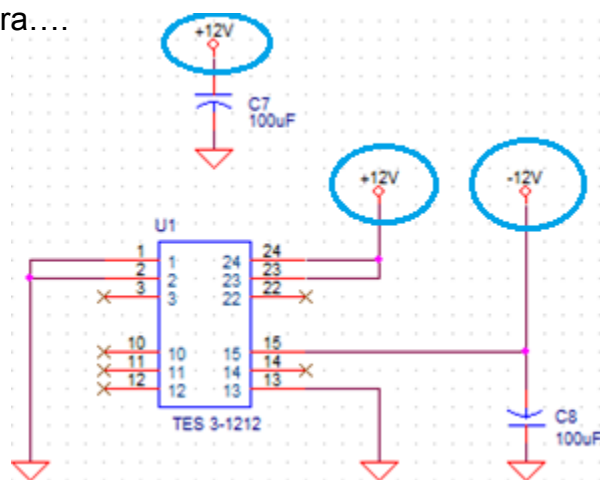 ra….
+12V
C7
100uF
+12V
-12V
U1
1 1 24 24
2 2 23 23
3 3 22 22
10 10 15 15
11 11 14 14
12 12 13 13
TES 3-1212
C8
100uF